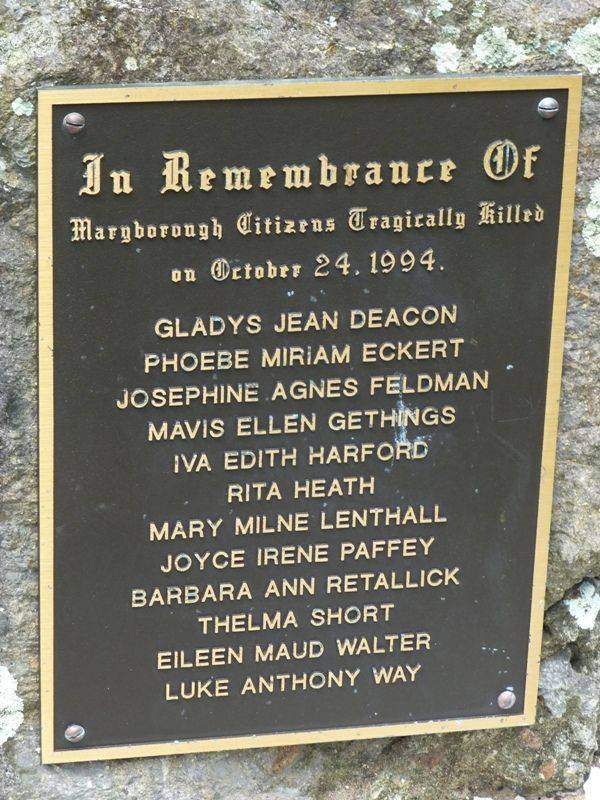 In Remembrance Of
Maryborough Citizens Tragically Killed
on October 24. 1994.
GLADYS JEAN DEACON
PHOEBE MIRIAM ECKERT
JOSEPHINE AGNES FELDMAN
MAVIS ELLEN GETHINGS
IVA EDITH HARFORD
RITA HEATH
MARY MILNE LENTHALL
JOYCE IRENE PAFFEY
BARBARA ANN RETALLICK
THELMA SHORT
EILEEN MAUD WALTER
LUKE ANTHONY WAY